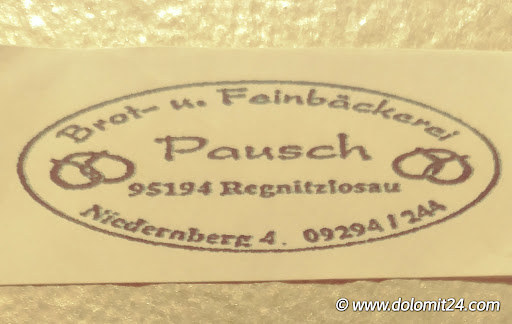 Brot- u. Feinbäckerei
Pausch
95194 Regnitzlosau
Niedernberg 4. 09294 / 244
© www.dolomit24.com